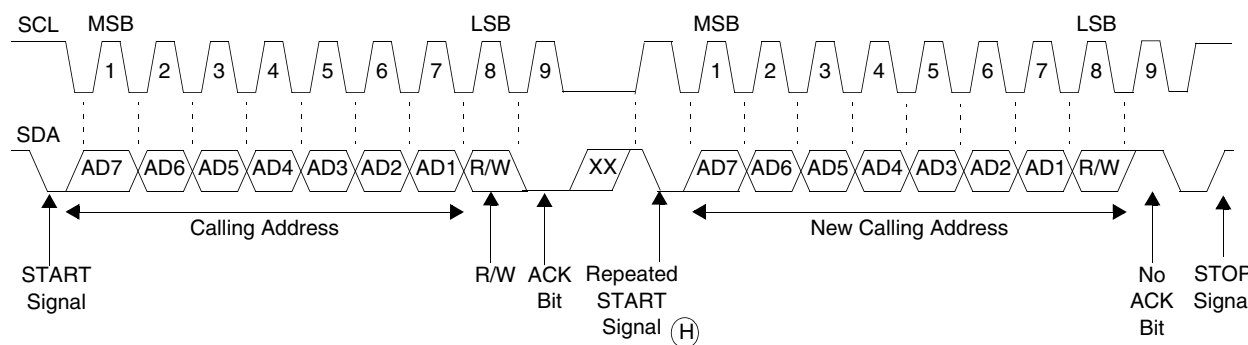 SCL MSB LSB MSB LSB
1 2 3 4 5 6 7 8 9 1 2 3 4 5 6 7 8 9
SDA
AD7 AD6 AD5 AD4 AD3 AD2 AD1 R/W XX AD7 AD6 AD5 AD4 AD3 AD2 AD1 R/W
Calling Address New Calling Address
START
Signal
R/W
ACK
Bit
Repeated
START
Signal
H
No
ACK
Bit
STOP
Signal